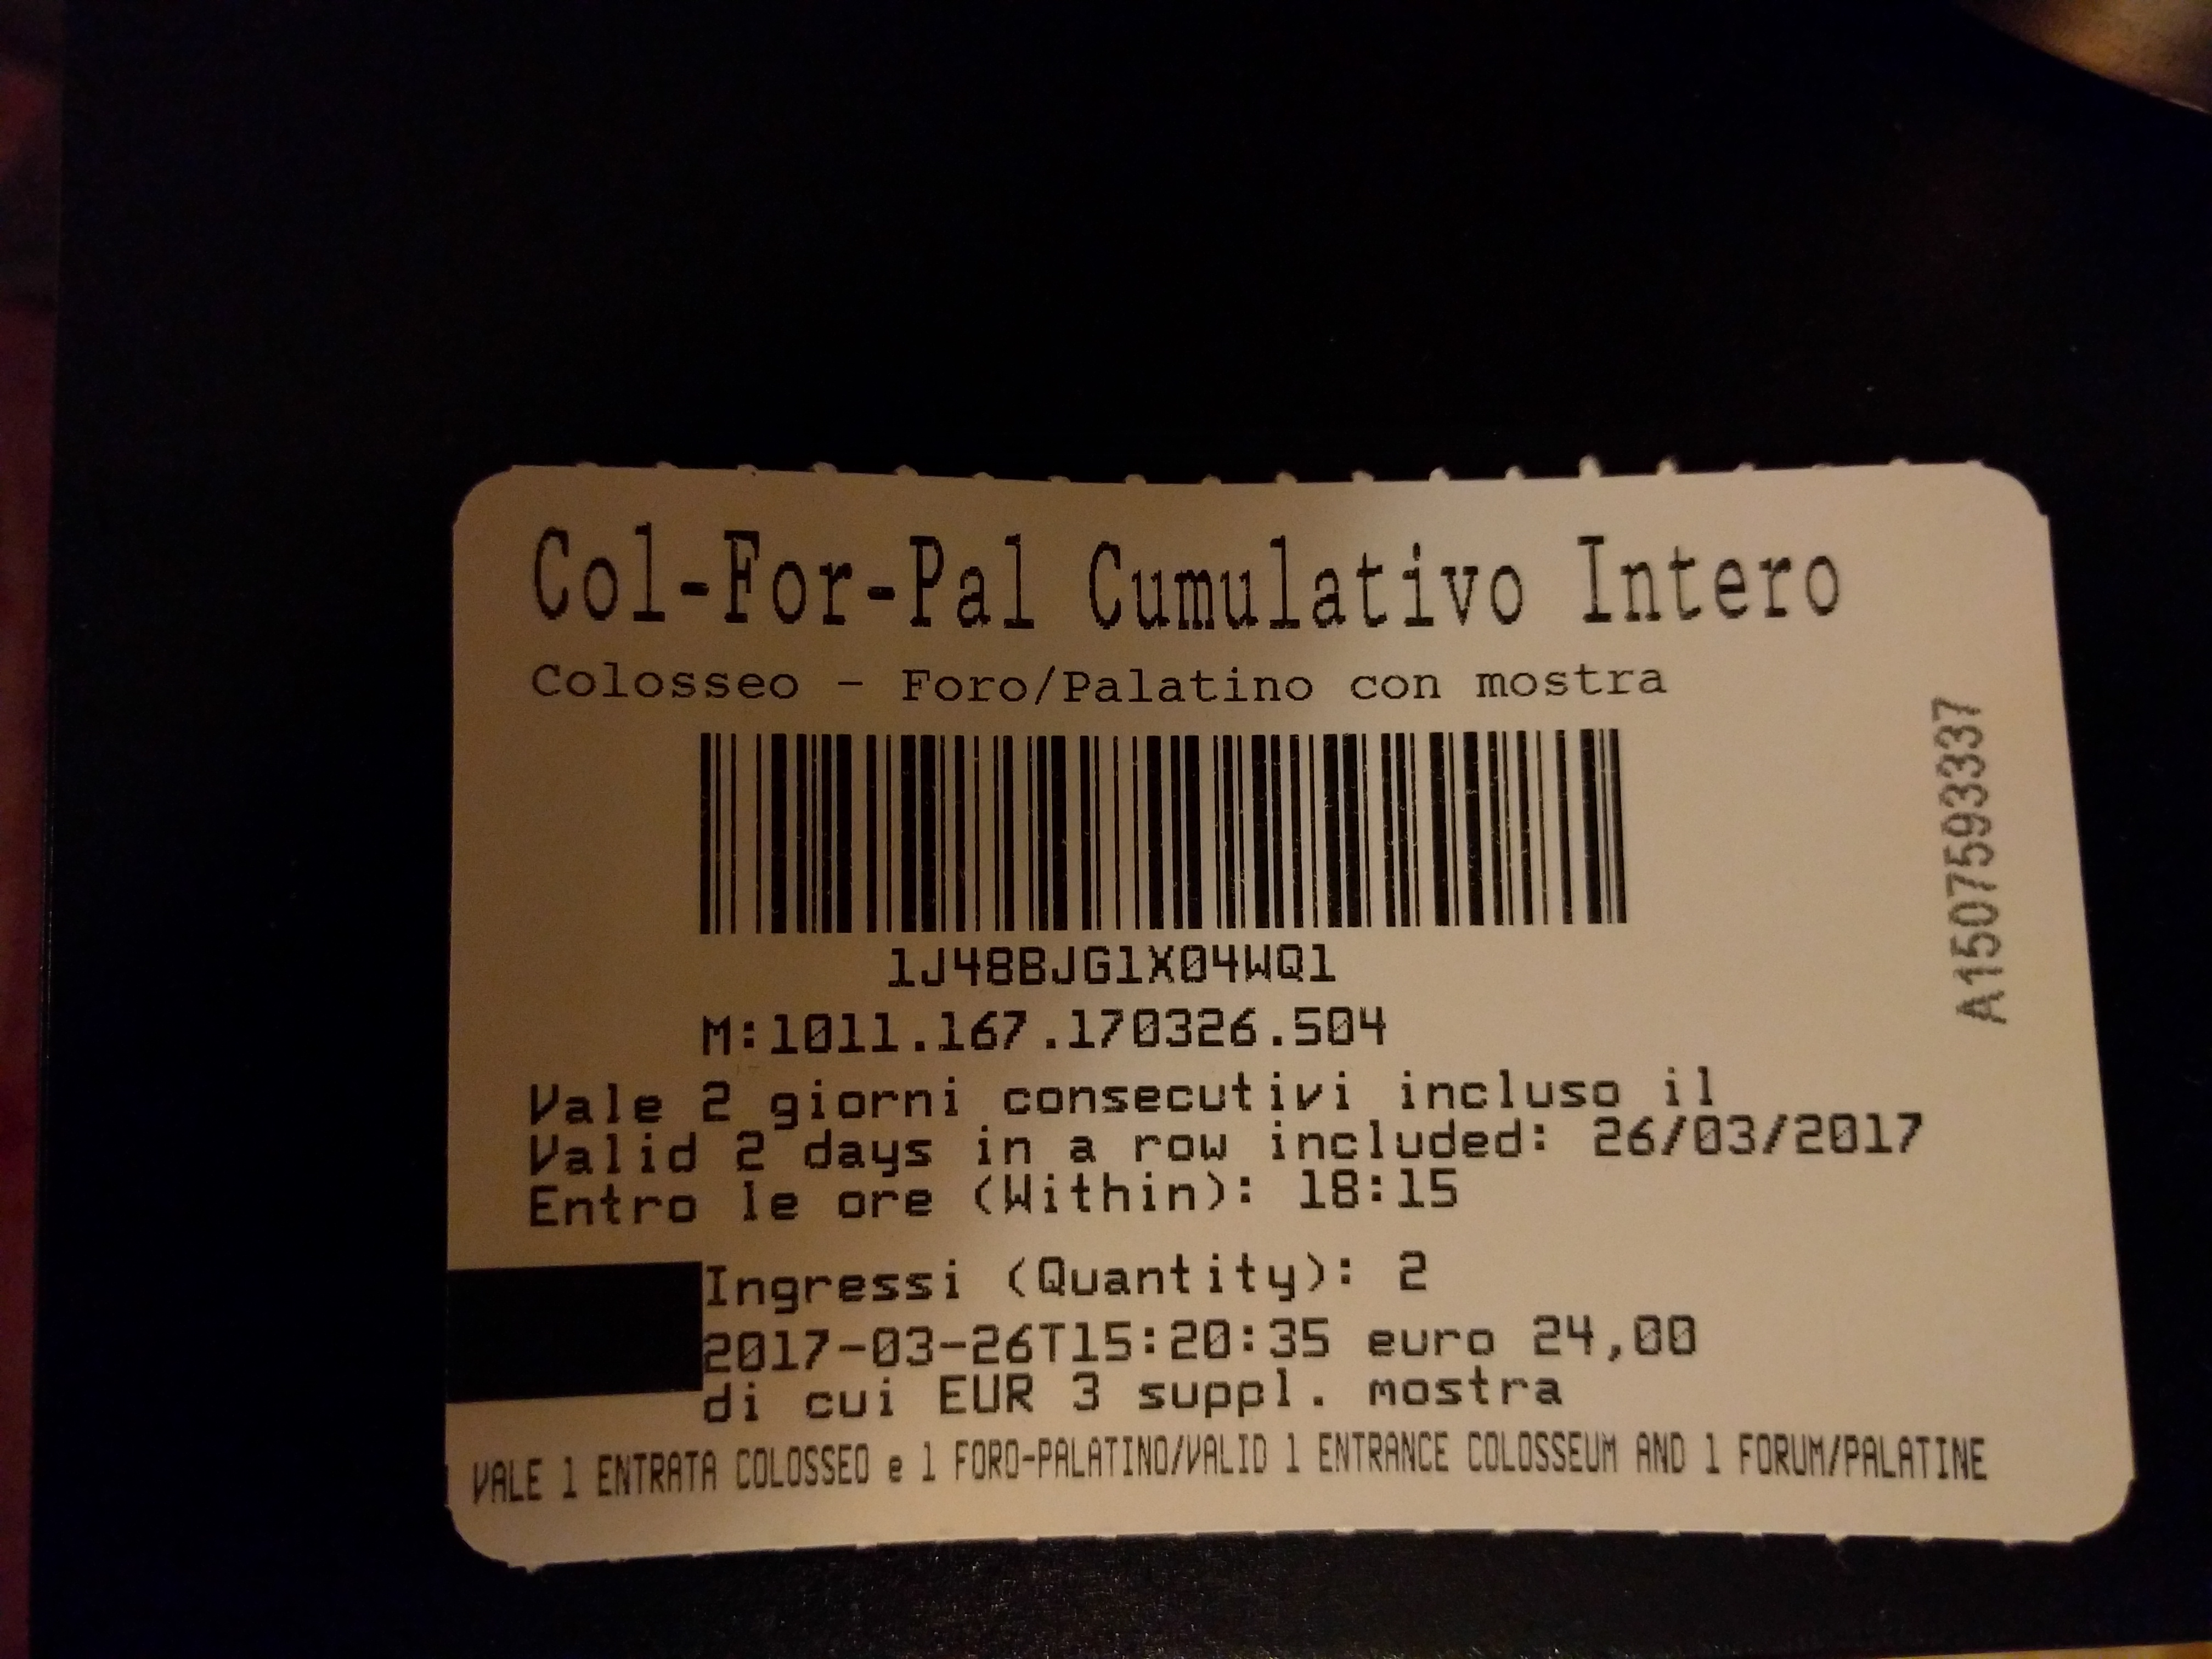 Col-For-Pal Cumulativo Intero
Colosseo - Foro/Palatino con mostra
1J48BJG1X04WQ1
M:1011.167.170326.504
Vale 2 giorni consecutivi incluso il
Valid 2 days in a row included: 26/03/2017
Entro le ore (Within): 18:15
Ingressi (Quantity): 2
2017-03-26T15:20:35 euro 24,00
di cui EUR 3 suppl. mostra
VALE 1 ENTRATA COLOSSEO e 1 FORO-PALATINO/VALID 1 ENTRANCE COLOSSEUM AND 1 FORUM/PALATINE
A1507593337